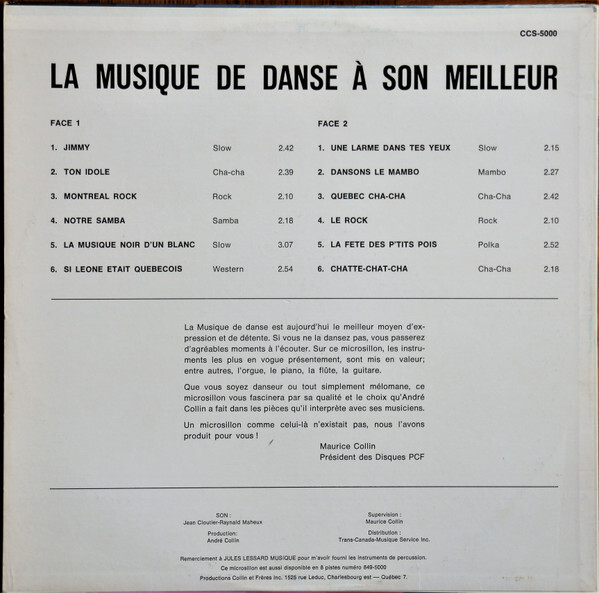 CCS-5000
LA MUSIQUE DE DANSE À SON MEILLEUR
FACE 1
1. JIMMY Slow 2.42
2. TON IDOLE Cha-cha 2.39
3. MONTREAL ROCK Rock 2.10
4. NOTRE SAMBA Samba 2.18
5. LA MUSIQUE NOIR D'UN BLANC Slow 3.07
6. SI LEONE ETAIT QUEBECOIS Western 2.54
FACE 2
1. UNE LARME DANS TES YEUX Slow 2.15
2. DANSONS LE MAMBO Mambo 2.27
3. QUEBEC CHA-CHA Cha-Cha 2.42
4. LE ROCK Rock 2.10
5. LA FETE DES P'TITS POIS Polka 2.52
6. CHATTE-CHAT-CHA Cha-Cha 2.18
La Musique de danse est aujourd'hui le meilleur moyen d'ex-
pression et de détente. Si vous ne la dansez pas, vous passerez
d'agréables moments à l'écouter. Sur ce microsillon, les instru-
ments les plus en vogue présentement, sont mis en valeur;
entre autres, l'orgue, le piano, la flûte, la guitare.
Que vous soyez danseur ou tout simplement mélomane, ce
microsillon vous fascinera par sa qualité et le choix qu'André
Collin a fait dans les pièces qu'il interprète avec ses musiciens.
Un microsillon comme celui-là n'existait pas, nous l'avons
produit pour vous !
Maurice Collin
Président des Disques PCF
SON :
Jean Cloutier-Raynald Maheux
Production:
André Collin
Supervision :
Maurice Collin
Distribution :
Trans-Canada-Musique Service Inc.
Remerciement à JULES LESSARD MUSIQUE pour m'avoir fourni les instruments de percussion.
Ce microsillon est aussi disponible en 8 pistes numéro 849-5000
Productions Collin et Frères inc. 1525 rue Leduc, Charlesbourg est — Québec 7.